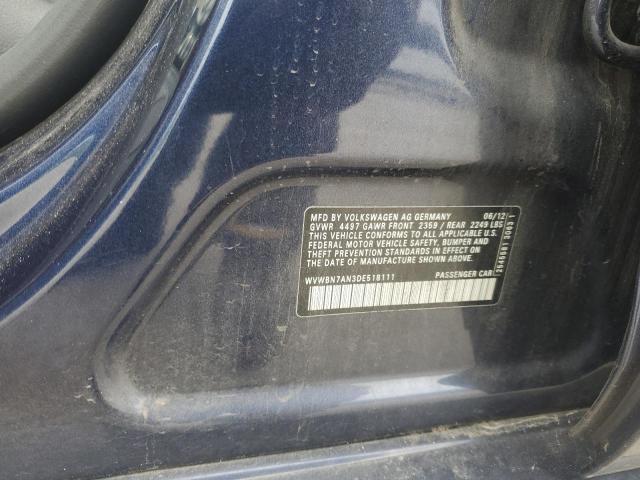 MFD BY VOLKSWAGEN AG GERMANY 06/12
GVWR 4497 GAWR FRONT 2359 / REAR 2249 LBS
THIS VEHICLE CONFORMS TO ALL APPLICABLE U.S.
FEDERAL MOTOR VEHICLE SAFETY, BUMPER AND
THEFT PREVENTION STANDARDS IN EFFECT ON THE
DATE OF MANUFACTURE SHOWN ABOVE.
WVWBN7AN3DE518111 PASSENGER CAR